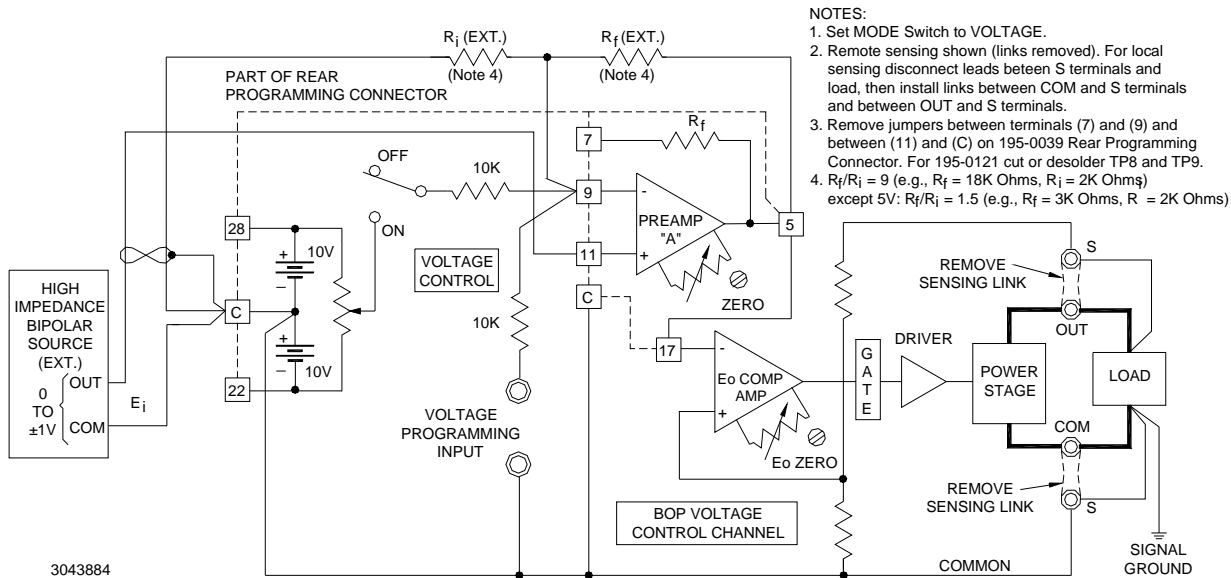 NOTES:
1. Set MODE Switch to VOLTAGE.
2. Remote sensing shown (links removed). For local
sensing disconnect leads beteen S terminals and
load, then install links between COM and S terminals
and between OUT and S terminals.
3. Remove jumpers between terminals (7) and (9) and
between (11) and (C) on 195-0039 Rear Programming
Connector. For 195-0121 cut or desolder TP8 and TP9.
4. Rf/Ri = 9 (e.g., Rf = 18K Ohms, Ri = 2K Ohms)
except 5V: Rf/Ri = 1.5 (e.g., Rf = 3K Ohms, R = 2K Ohms)
Ri (EXT.)
(Note 4)
Rf (EXT.)
(Note 4)
PART OF REAR
PROGRAMMING CONNECTOR
7
Rf
OFF
10K
9
-
PREAMP
"A"
+
5
ON
28
+
10V
–
11
VOLTAGE
CONTROL
ZERO
C
HIGH
IMPEDANCE
BIPOLAR
SOURCE
(EXT.)
OUT
0
TO
±1V
COM
Ei
C
+
10V
–
22
10K
17
-
Eo COMP
AMP
+
Eo ZERO
GATE
DRIVER
POWER
STAGE
LOAD
S
REMOVE
SENSING LINK
OUT
COM
REMOVE
SENSING LINK
S
VOLTAGE
PROGRAMMING
INPUT
BOP VOLTAGE
CONTROL CHANNEL
COMMON
SIGNAL
GROUND
3043884